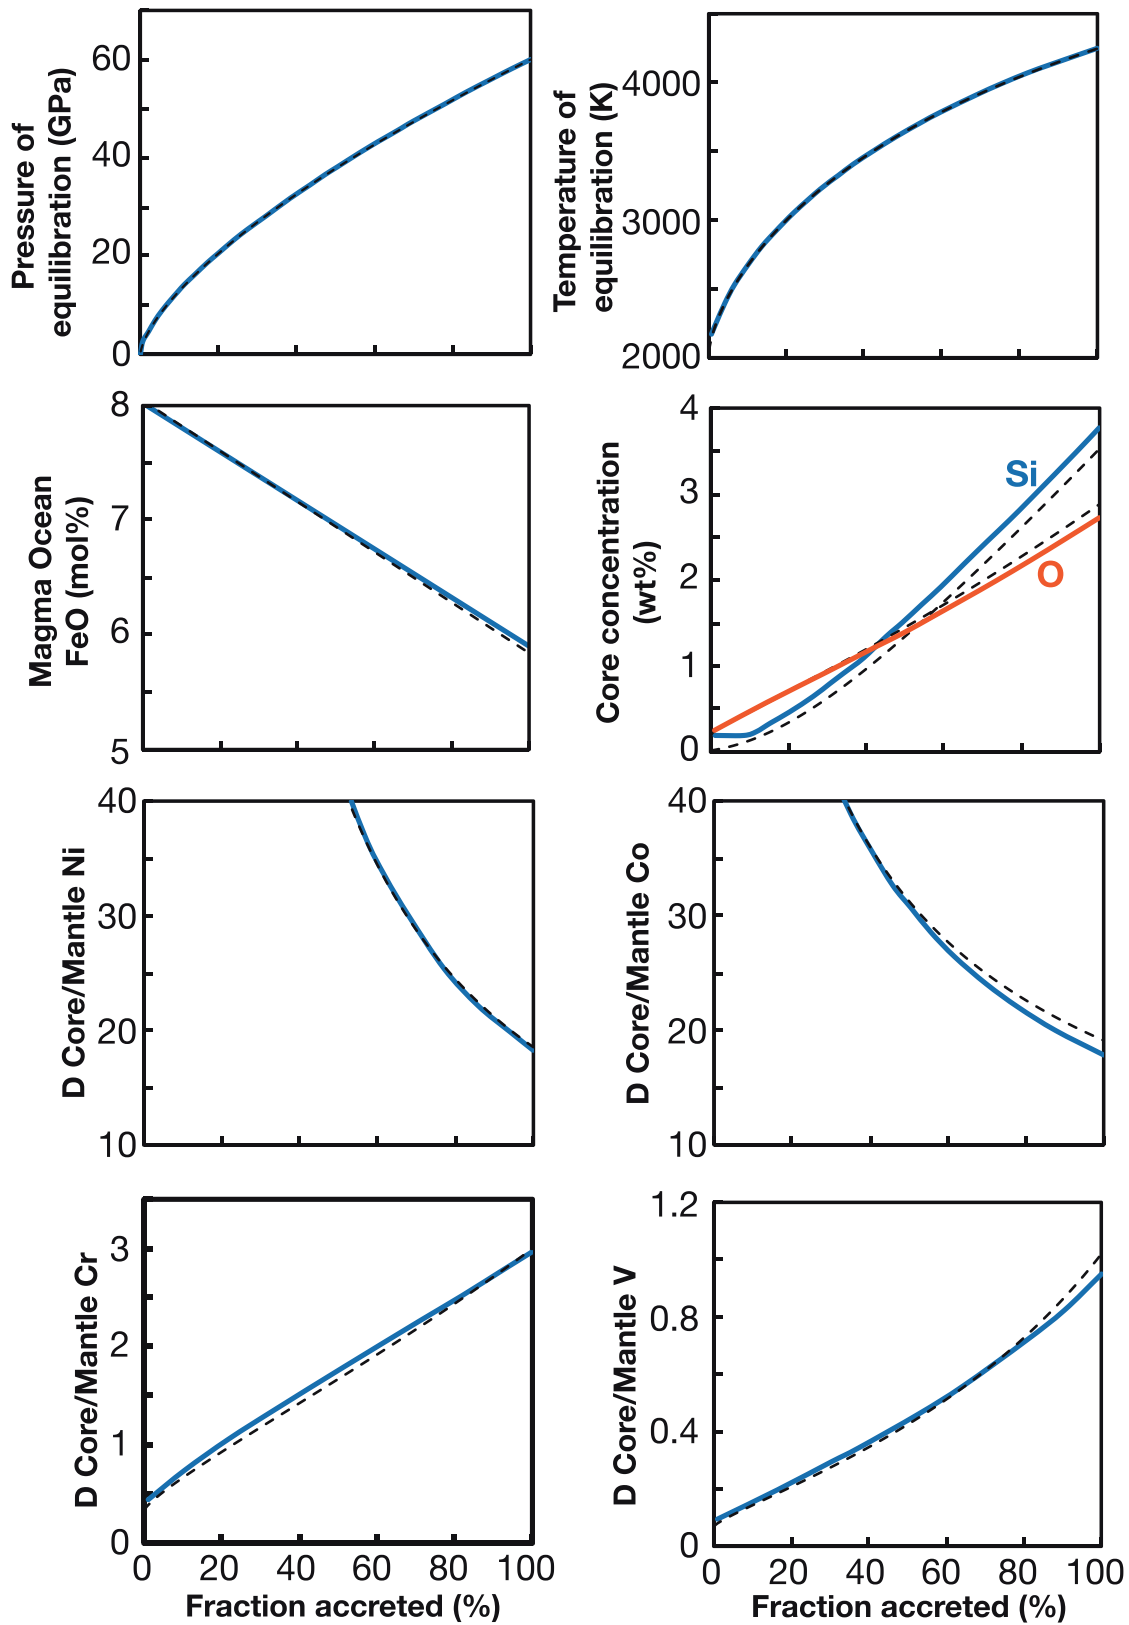 Pressure of
equilibration (GPa)
60
40
20
0
Temperature of
equilibration (K)
4000
3000
2000
Magma Ocean
FeO (mol%)
8
7
6
5
Core concentration
(wt%)
4
3
2
1
0
Si
O
D Core/Mantle Ni
40
30
20
10
D Core/Mantle Co
40
30
20
10
D Core/Mantle Cr
3
2
1
0
0 20 40 60 80 100
Fraction accreted (%)
D Core/Mantle V
1.2
0.8
0.4
0
0 20 40 60 80 100
Fraction accreted (%)